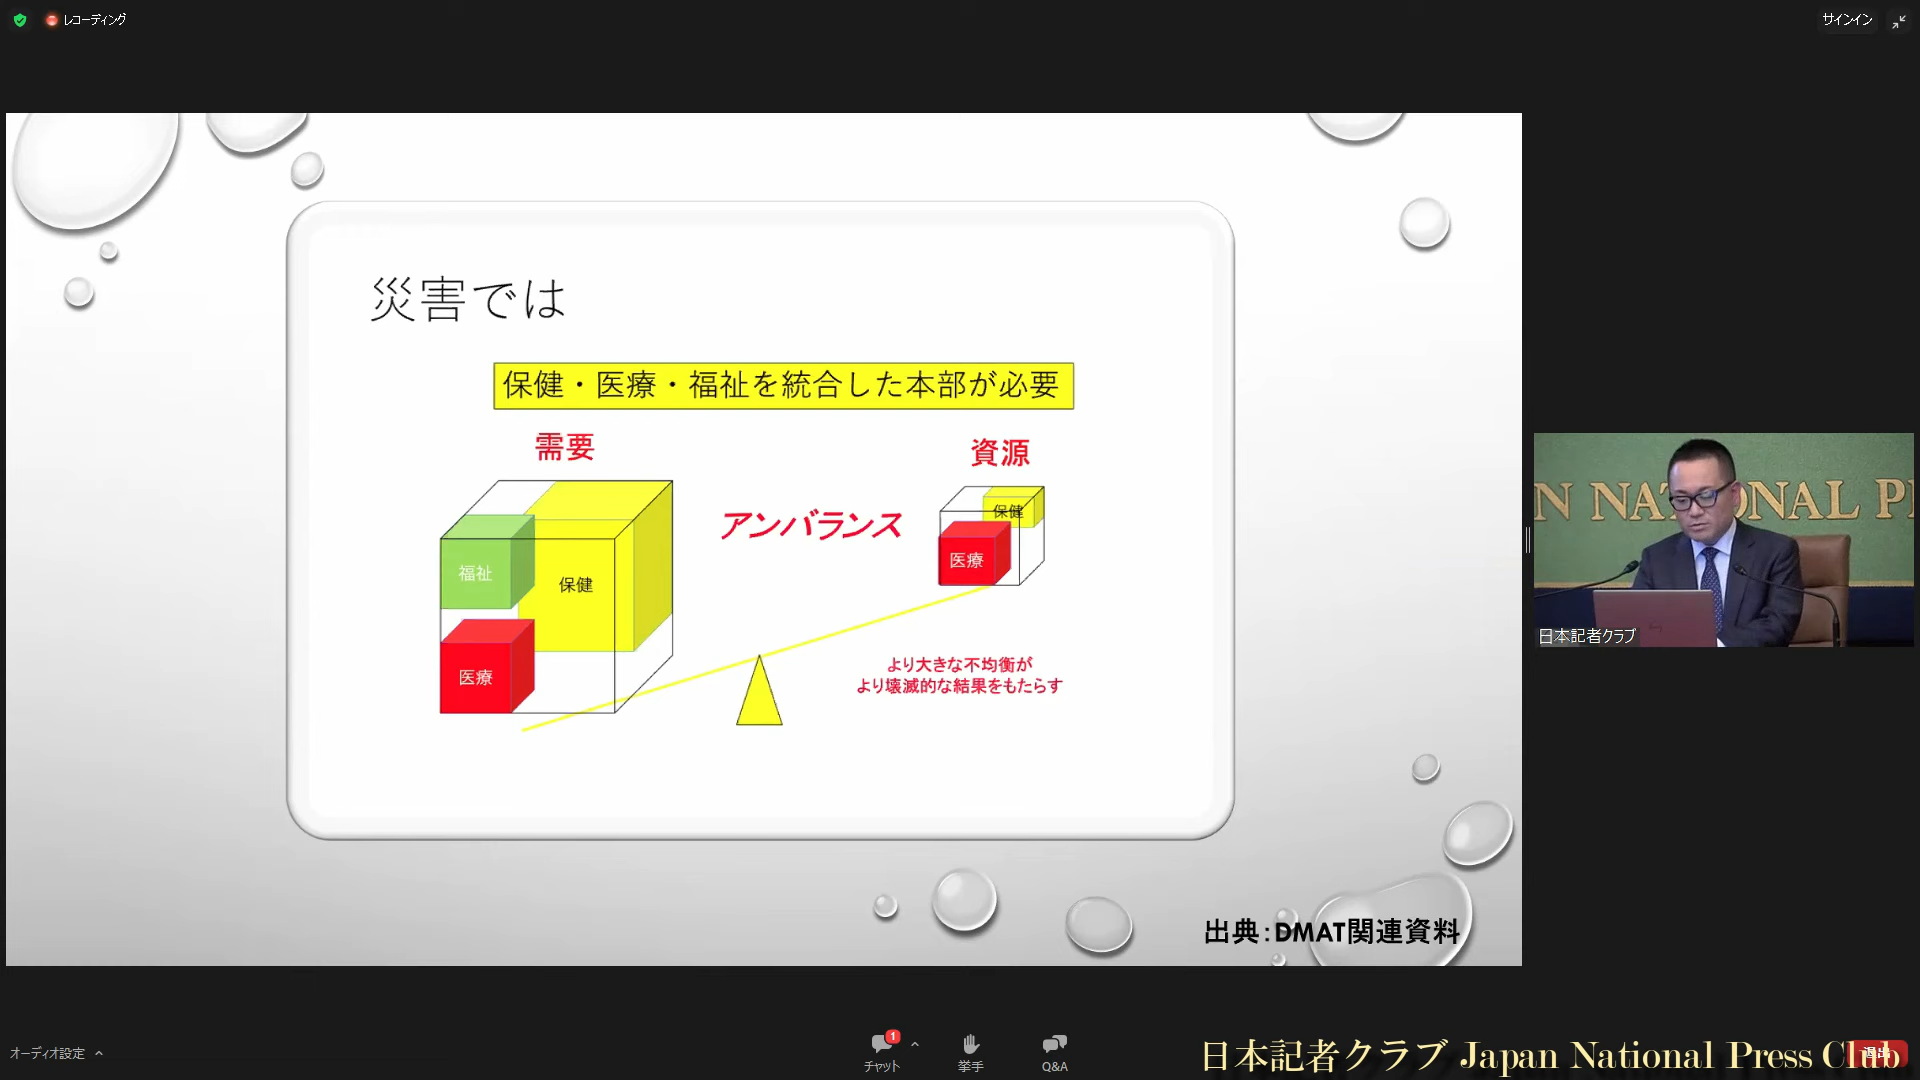 レコーディング
サインイン
災害では
保健・医療・福祉を統合した本部が必要
需要
資源
アンバランス
保健
医療
福祉
保健
医療
より大きな不均衡が
より壊滅的な結果をもたらす
出典：DMAT関連資料
N NATIONAL P
日本記者クラブ
オーディオ設定
1
チャット
挙手
Q&A
日本記者クラブ Japan National Press Club
退出